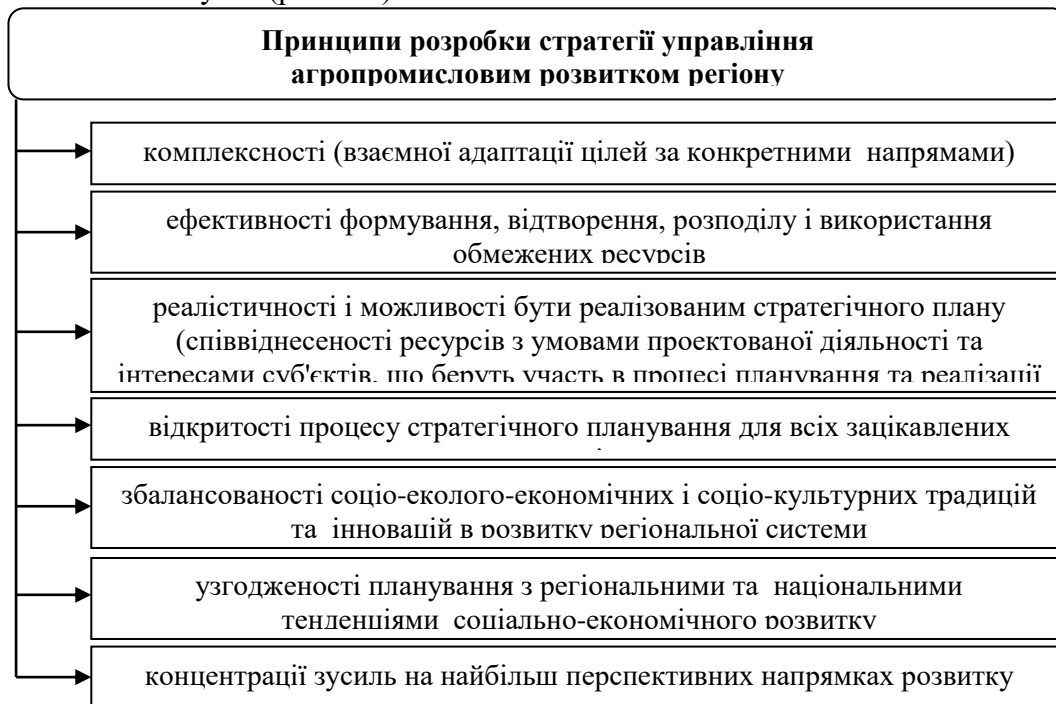 Принципи розробки стратегії управління
агропромисловим розвитком регіону
комплексності (взаємної адаптації цілей за конкретними напрямами)
ефективності формування, відтворення, розподілу і використання
обмежених ресурсів
реалістичності і можливості бути реалізованим стратегічного плану
(співвіднесеності ресурсів з умовами проектованої діяльності та
інтересами суб'єктів, що беруть участь в процесі планування та реалізації
відкритості процесу стратегічного планування для всіх зацікавлених
збалансованості соціо-еколого-економічних і соціо-культурних традицій
та інновацій в розвитку регіональної системи
узгодженості планування з регіональними та національними
тенденціями соціально-економічного розвитку
концентрації зусиль на найбільш перспективних напрямках розвитку